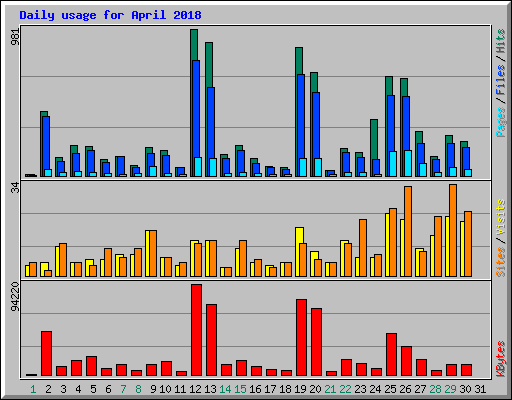 Daily usage for April 2018
981
Pages / Files / Hits
34
Sites / Visits
94220
KBytes
1 2 3 4 5 6 7 8 9 10 11 12 13 14 15 16 17 18 19 20 21 22 23 24 25 26 27 28 29 30 31